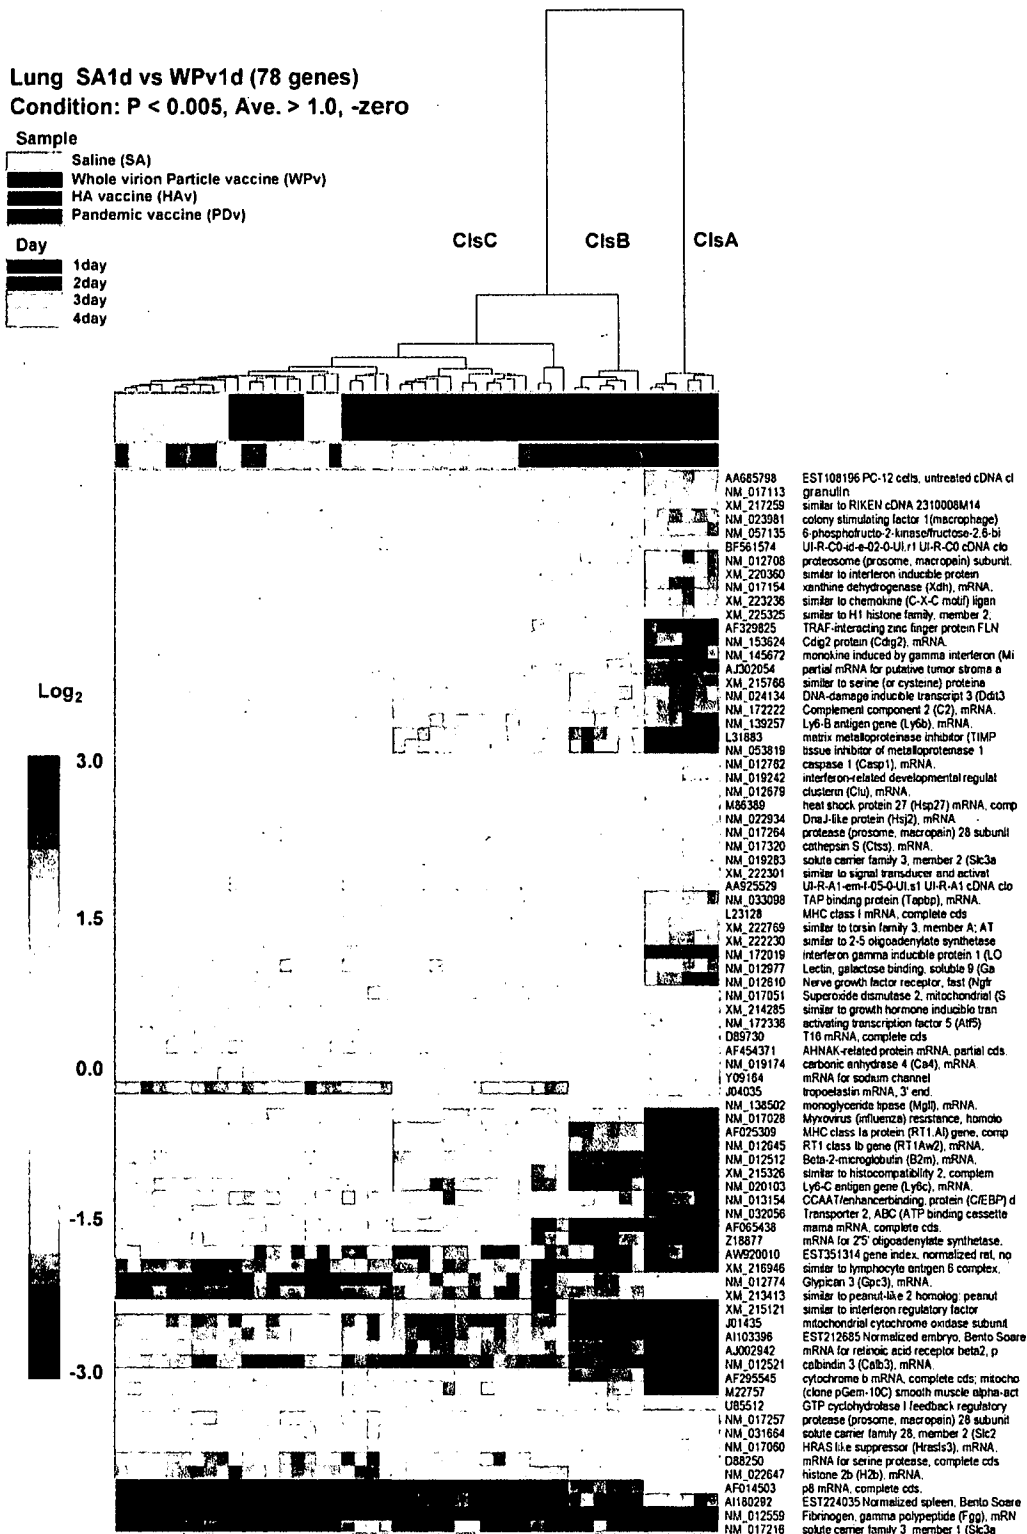 Lung SA1d vs WPv1d (78 genes)
Condition: P < 0.005, Ave. > 1.0, -zero
Sample
Saline (SA)
Whole virion Particle vaccine (WPv)
HA vaccine (HAv)
Pandemic vaccine (PDv)
Day
1day
2day
3day
4day
ClsC
ClsB
ClsA
Log2
3.0
1.5
0.0
-1.5
-3.0
AA685798 EST108196 PC-12 cells, untreated cDNA cl
NM_017113 granulin
XM_217259 similar to RIKEN cDNA 2310008M14
NM_023981 colony stimulating factor 1(macrophage)
NM_057135 6-phosphofructo-2-kinase/fructose-2,6-bi
BF561574 UI-R-C0-id-e-02-0-UI.r1 UI-R-C0 cDNA clo
NM_012708 proteosome (prosome, macropain) subunit.
XM_220360 similar to interferon inducible protein
NM_017154 xanthine dehydrogenase (Xdh), mRNA.
XM_223236 similar to chemokine (C-X-C motif) ligan
XM_225325 similar to H1 histone family, member 2;
AF329825 TRAF-interacting zinc finger protein FLN
NM_153624 Cdig2 protein (Cdig2), mRNA.
NM_145672 monokine induced by gamma interferon (Mi
AJ302054 partial mRNA for putative tumor stroma a
XM_215766 similar to serine (or cysteine) proteina
NM_024134 DNA-damage inducible transcript 3 (Ddit3
NM_172222 Complement component 2 (C2), mRNA.
NM_139257 Ly6-B antigen gene (Ly6b), mRNA.
L31883 matrix metalloproteinase inhibitor (TIMP
NM_053819 tissue inhibitor of metalloproteinase 1
NM_012762 caspase 1 (Casp1), mRNA.
NM_019242 interferon-related developmental regulat
NM_012679 clusterin (Clu), mRNA.
M86389 heat shock protein 27 (Hsp27) mRNA, comp
NM_022934 DnaJ-like protein (Hsj2), mRNA
NM_017264 protease (prosome, macropain) 28 subunit
NM_017320 cathepsin S (Ctss), mRNA.
NM_019283 solute carrier family 3, member 2 (Slc3a
XM_222301 similar to signal transducer and activat
AA925529 UI-R-A1-em-f-05-0-UI.s1 UI-R-A1 cDNA clo
NM_033098 TAP binding protein (Tapbp), mRNA.
L23128 MHC class I mRNA, complete cds
XM_222769 similar to torsin family 3, member A; AT
XM_222230 similar to 2-5 oligoadenylate synthetase
NM_172019 interferon gamma inducible protein 1 (LO
NM_012977 Lectin, galactose binding, soluble 9 (Ga
NM_012610 Nerve growth factor receptor, fast (Ngfr
NM_017051 Superoxide dismutase 2, mitochondrial (S
XM_214285 similar to growth hormone inducible tran
NM_172336 activating transcription factor 5 (Atf5)
D89730 T16 mRNA, complete cds
AF454371 AHNAK-related protein mRNA, partial cds.
NM_019174 carbonic anhydrase 4 (Ca4), mRNA
Y09164 mRNA for sodium channel
J04035 tropoelastin mRNA, 3' end.
NM_138502 monoglyceride lipase (Mgll), mRNA.
NM_017028 Myxovirus (influenza) resistance, homolo
AF025309 MHC class Ia protein (RT1.Al) gene, comp
NM_012645 RT1 class Ib gene (RT1Aw2), mRNA.
NM_012512 Beta-2-microglobulin (B2m), mRNA.
XM_215326 similar to histocompatibility 2, complem
NM_020103 Ly6-C antigen gene (Ly6c), mRNA.
NM_013154 CCAAT/enhancerbinding, protein (C/EBP) d
NM_032056 Transporter 2, ABC (ATP binding cassette
AF065438 mama mRNA, complete cds.
Z18877 mRNA for 2'5' oligoadenylate synthetase.
AW920010 EST351314 gene index, normalized rat, no
XM_216946 similar to lymphocyte antigen 6 complex,
NM_012774 Glypican 3 (Gpc3), mRNA.
XM_213413 similar to peanut-like 2 homolog; peanut
XM_215121 similar to interferon regulatory factor
J01435 mitochondrial cytochrome oxidase subunit
AI103396 EST212685 Normalized embryo, Bento Soare
AJ002942 mRNA for retinoic acid receptor beta2, p
NM_012521 calbindin 3 (Calb3), mRNA.
AF295545 cytochrome b mRNA, complete cds; mitocho
M22757 (clone pGem-10C) smooth muscle alpha-act
U85512 GTP cyclohydrolase I feedback regulatory
NM_017257 protease (prosome, macropain) 28 subunit
NM_031664 solute carrier family 28, member 2 (Slc2
NM_017060 HRAS like suppressor (Hrasls3), mRNA.
D88250 mRNA for serine protease, complete cds
NM_022647 histone 2b (H2b), mRNA.
AF014503 p8 mRNA, complete cds.
AI180292 EST224035 Normalized spleen, Bento Soare
NM_012559 Fibrinogen, gamma polypeptide (Fgg), mRN
NM_017216 solute carrier family 3, member 1 (Slc3a